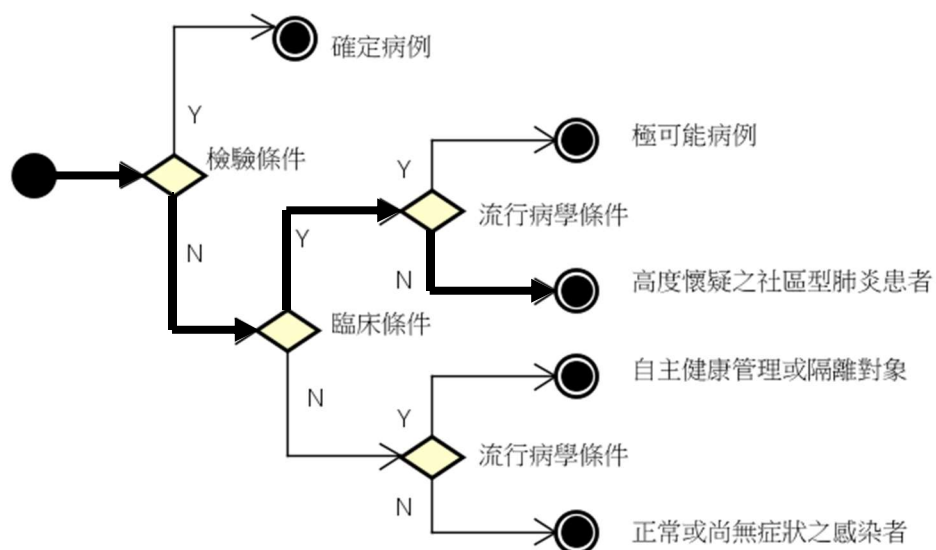 確定病例
Y
極可能病例
檢驗條件
Y
流行病學條件
Y
N
N
高度懷疑之社區型肺炎患者
臨床條件
自主健康管理或隔離對象
N
Y
流行病學條件
N
正常或尚無症狀之感染者